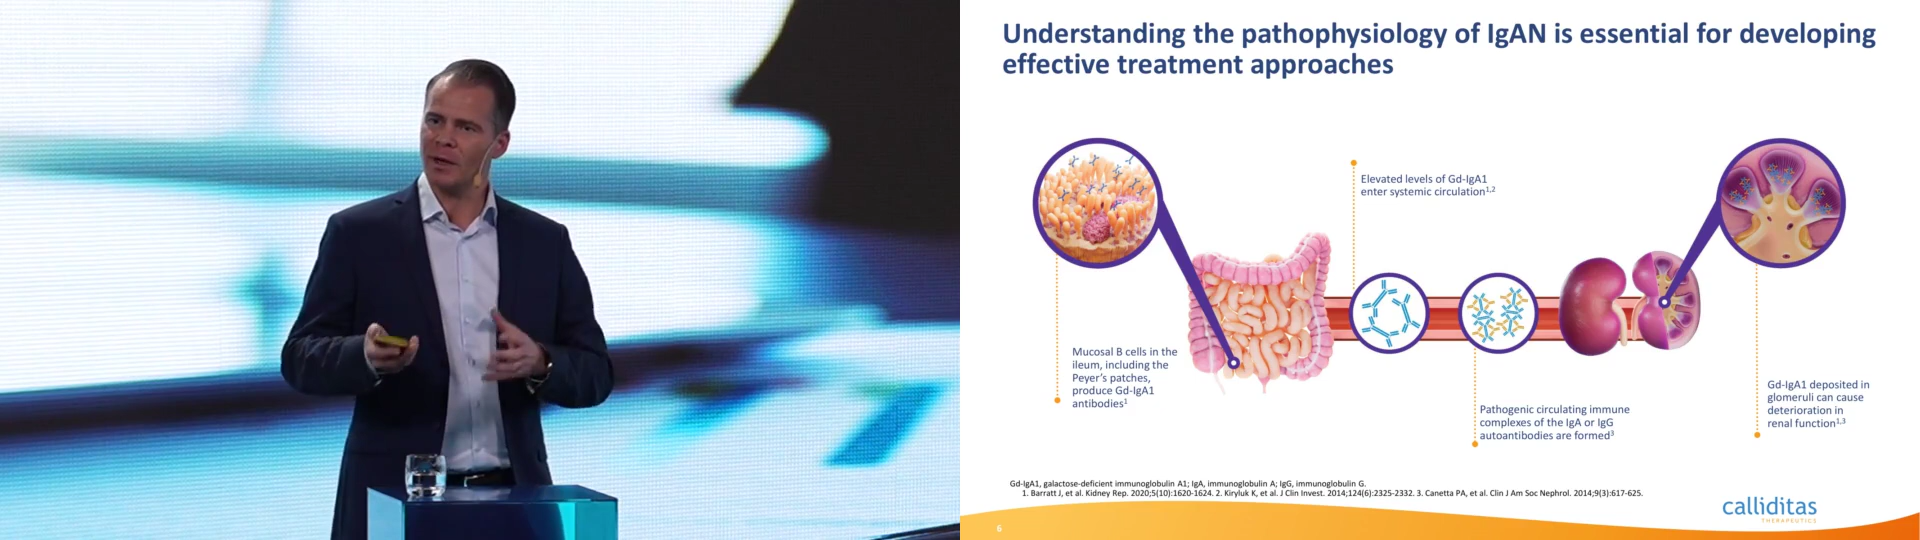 Understanding the pathophysiology of IgAN is essential for developing
effective treatment approaches
Elevated levels of Gd-IgA1
enter systemic circulation1,2
Mucosal B cells in the
ileum, including the
Peyer's patches,
produce Gd-IgA1
antibodies1
Pathogenic circulating immune
complexes of the IgA or IgG
autoantibodies are formed3
Gd-IgA1 deposited in
glomeruli can cause
deterioration in
renal function1,3
Gd-IgA1, galactose-deficient immunoglobulin A1; IgA, immunoglobulin A; IgG, immunoglobulin G.
1. Barratt J, et al. Kidney Rep. 2020;5(10):1620-1624. 2. Kiryluk K, et al. J Clin Invest. 2014;124(6):2325-2332. 3. Canetta PA, et al. Clin J Am Soc Nephrol. 2014;9(3):617-625.
calliditas
THERAPEUTICS
6